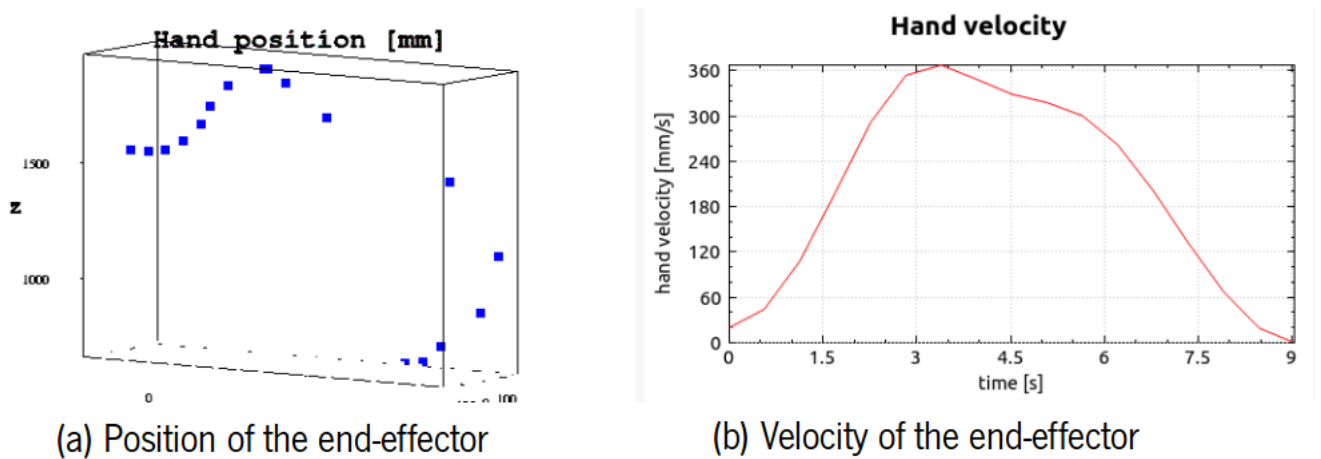 Hand position [mm]
1500
z
1000
0
100
(a) Position of the end-effector
Hand velocity
360
300
240
180
120
60
0
hand velocity [mm/s]
0 1.5 3 4.5 6 7.5 9
time [s]
(b) Velocity of the end-effector